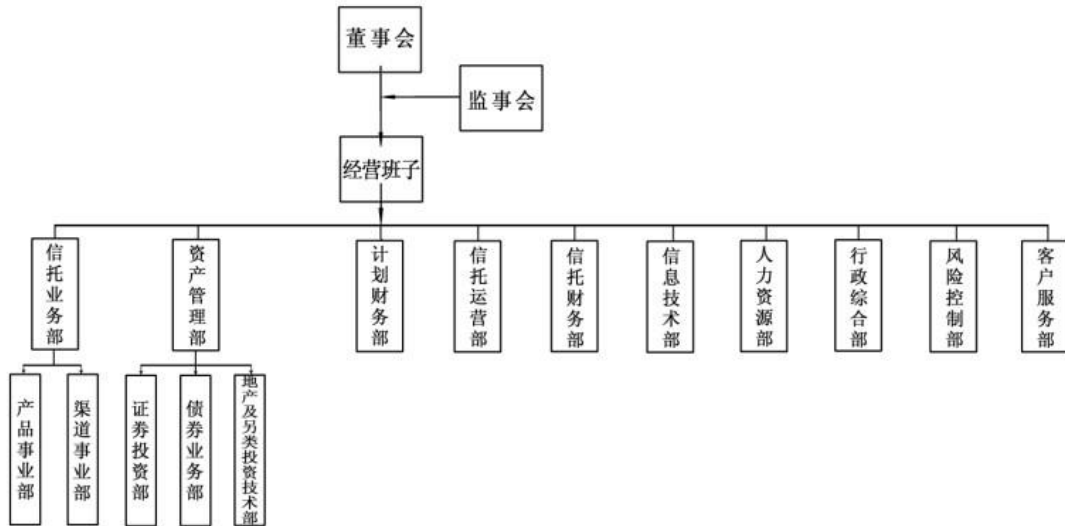 董事会
监事会
经营班子
信托业务部
资产管理部
计划财务部
信托运营部
信托财务部
信息技术部
人力资源部
行政综合部
风险控制部
客户服务部
产品事业部
渠道事业部
证券投资部
债券业务部
地产及另类投资技术部